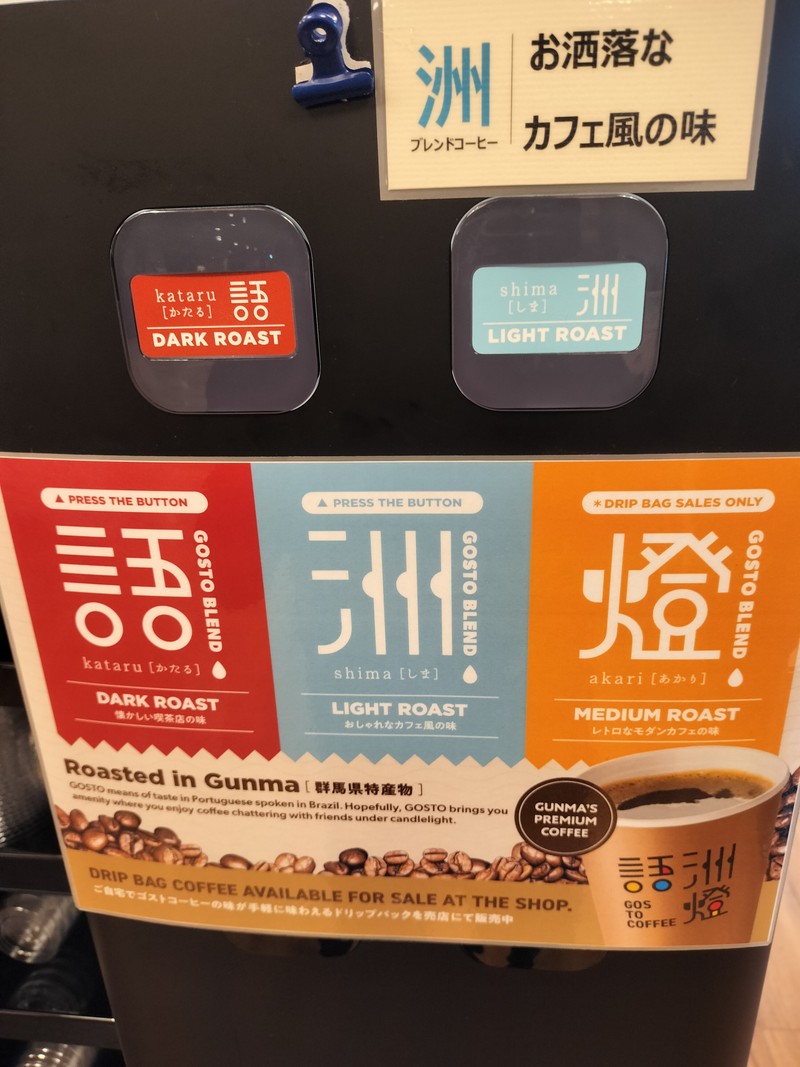 洲
ブレンドコーヒー
お洒落な
カフェ風の味
kataru
[かたる]
語
DARK ROAST
shima
[しま]
洲
LIGHT ROAST
▲ PRESS THE BUTTON
語
GOSTO BLEND
kataru [かたる]
DARK ROAST
懐かしい喫茶店の味
▲ PRESS THE BUTTON
洲
GOSTO BLEND
shima [しま]
LIGHT ROAST
おしゃれなカフェ風の味
*DRIP BAG SALES ONLY
燈
GOSTO BLEND
akari [あかり]
MEDIUM ROAST
レトロなモダンカフェの味
Roasted in Gunma [ 群馬県特産物 ]
GOSTO means of taste in Portuguese spoken in Brazil. Hopefully, GOSTO brings you
amenity where you enjoy coffee chattering with friends under candlelight.
GUNMA'S
PREMIUM
COFFEE
DRIP BAG COFFEE AVAILABLE FOR SALE AT THE SHOP.
ご自宅でゴストコーヒーの味が手軽に味わえるドリップバックを売店にて販売中
語洲
GOS
TO
COFFEE
燈